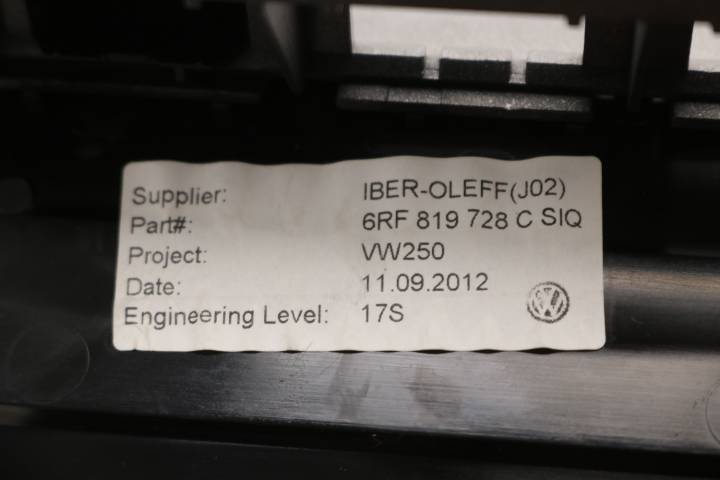 Supplier: IBER-OLEFF(J02)
Part#: 6RF 819 728 C SIQ
Project: VW250
Date: 11.09.2012
Engineering Level: 17S